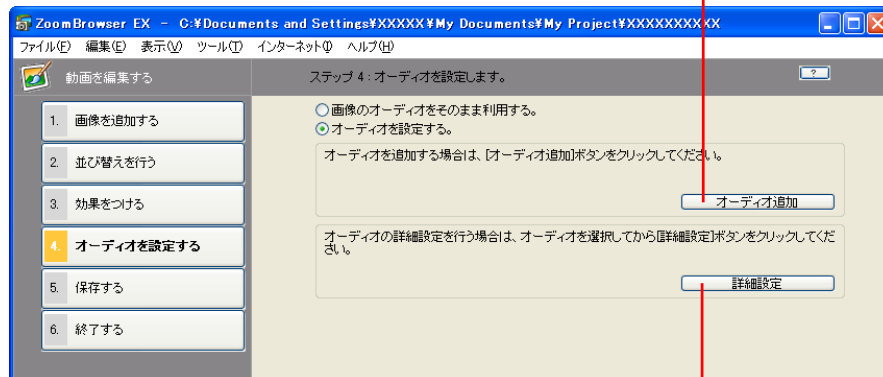 ZoomBrowser EX - C:¥Documents and Settings¥XXXXX¥My Documents¥My Project¥XXXXXXXXXX
ファイル(F) 編集(E) 表示(V) ツール(T) インターネット(I) ヘルプ(H)
動画を編集する
ステップ 4 : オーディオを設定します。
?
1. 画像を追加する
2. 並び替えを行う
3. 効果をつける
4. オーディオを設定する
5. 保存する
6. 終了する
画像のオーディオをそのまま利用する。
オーディオを設定する。
オーディオを追加する場合は、[オーディオ追加]ボタンをクリックしてください。
オーディオ追加
オーディオの詳細設定を行う場合は、オーディオを選択してから[詳細設定]ボタンをクリックしてくだ
さい。
詳細設定